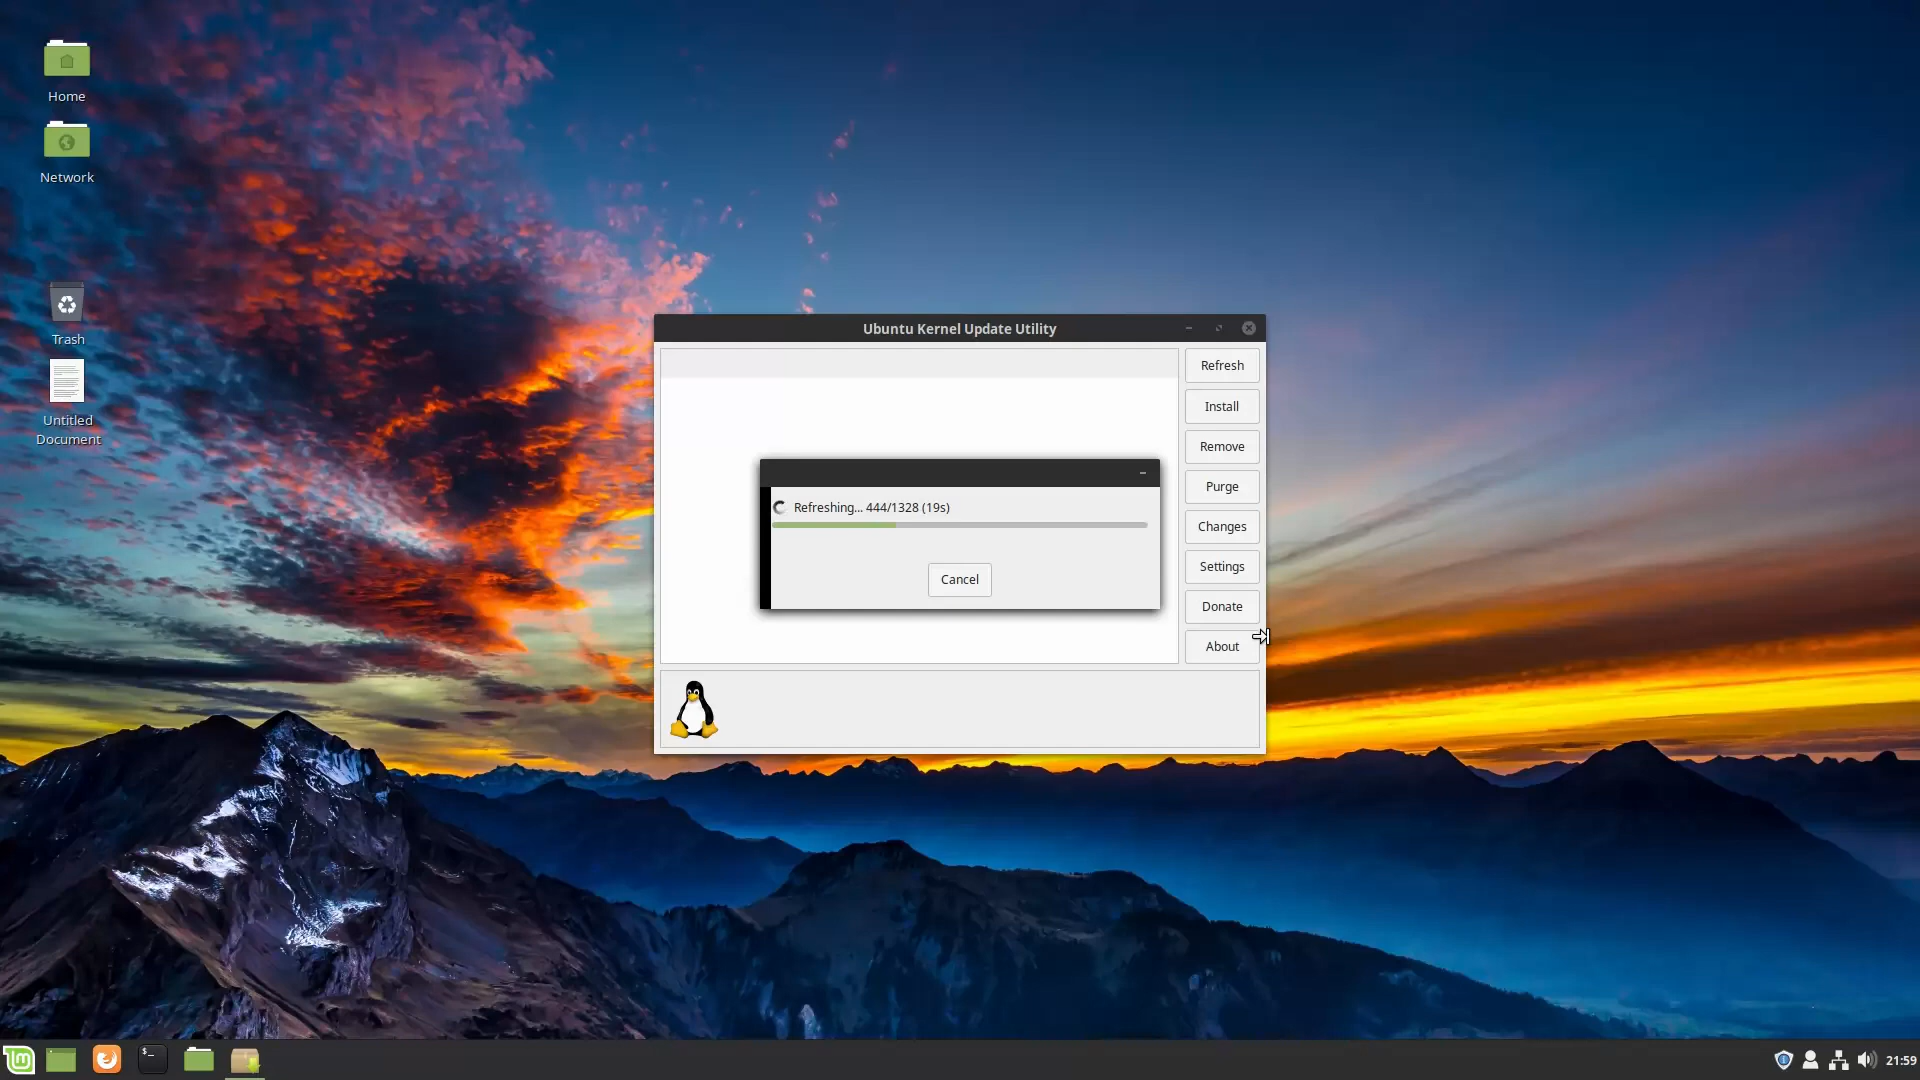 Home
Network
Trash
Untitled
Document
Ubuntu Kernel Update Utility
Refresh
Install
Remove
Purge
Changes
Settings
Donate
About
Refreshing... 444/1328 (19s)
Cancel
$_
21:59